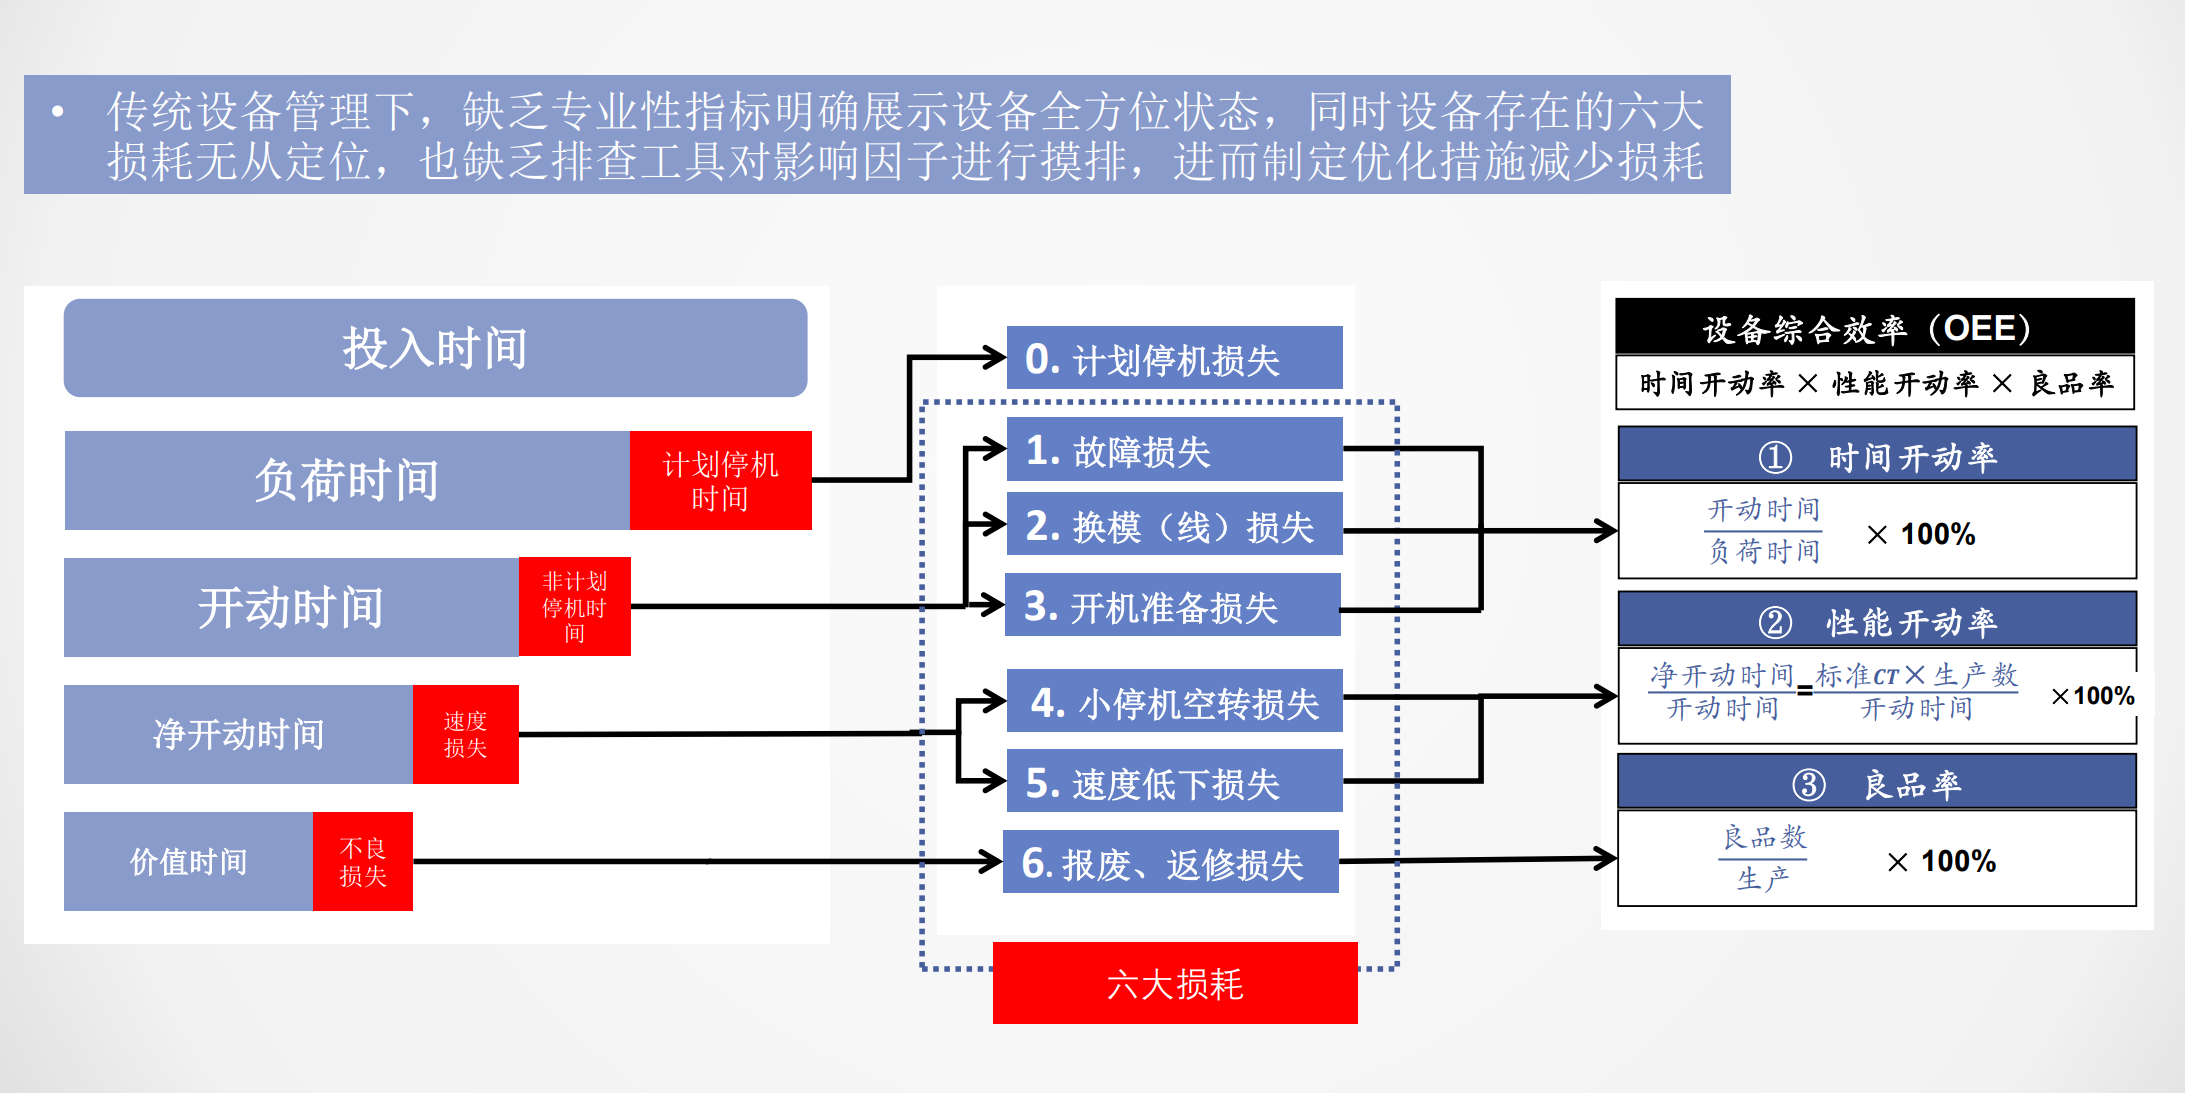 • 传统设备管理下，缺乏专业性指标明确展示设备全方位状态，同时设备存在的六大
损耗无从定位，也缺乏排查工具对影响因子进行摸排，进而制定优化措施减少损耗
投入时间
负荷时间
计划停机
时间
开动时间
非计划
停机时
间
净开动时间
速度
损失
价值时间
不良
损失
0. 计划停机损失
1. 故障损失
2. 换模（线）损失
3. 开机准备损失
4. 小停机空转损失
5. 速度低下损失
6. 报废、返修损失
六大损耗
设备综合效率（OEE）
时间开动率 × 性能开动率 × 良品率
① 时间开动率
开动时间
负荷时间
× 100%
② 性能开动率
净开动时间
开动时间
=
标准CT×生产数
开动时间
×100%
③ 良品率
良品数
生产
× 100%